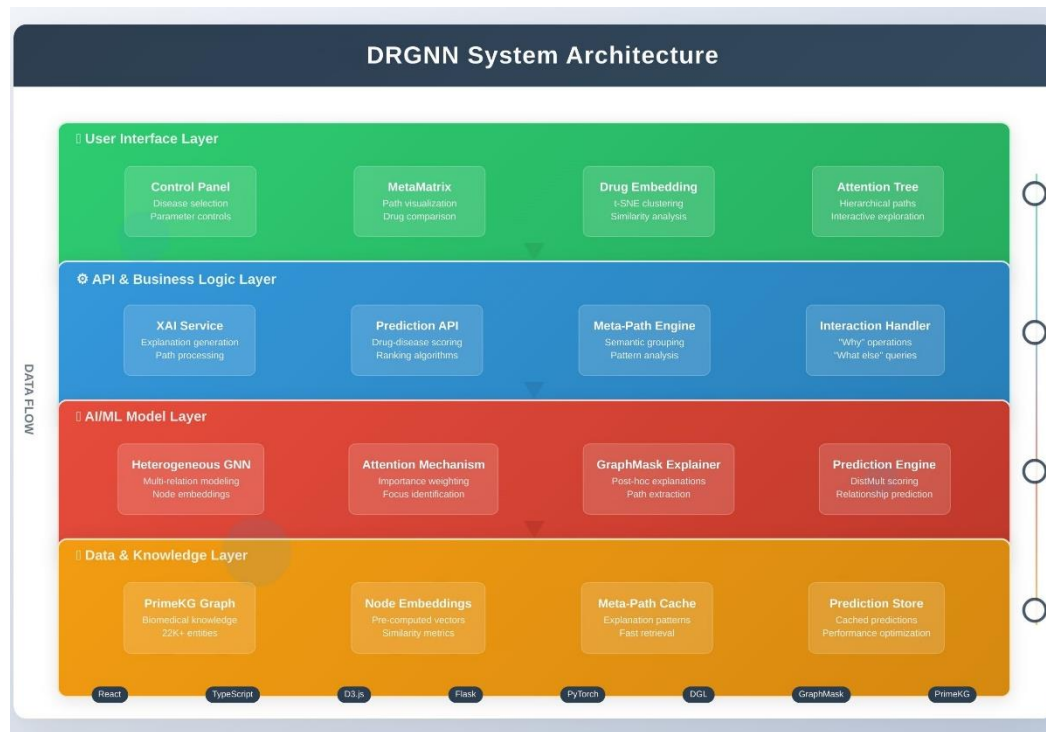 DRGNN System Architecture
User Interface Layer
Control Panel
Disease selection
Parameter controls
MetaMatrix
Path visualization
Drug comparison
Drug Embedding
t-SNE clustering
Similarity analysis
Attention Tree
Hierarchical paths
Interactive exploration
⚙ API & Business Logic Layer
XAI Service
Explanation generation
Path processing
Prediction API
Drug-disease scoring
Ranking algorithms
Meta-Path Engine
Semantic grouping
Pattern analysis
Interaction Handler
"Why" operations
"What else" queries
DATA FLOW
AI/ML Model Layer
Heterogeneous GNN
Multi-relation modeling
Node embeddings
Attention Mechanism
Importance weighting
Focus identification
GraphMask Explainer
Post-hoc explanations
Path extraction
Prediction Engine
DistMult scoring
Relationship prediction
Data & Knowledge Layer
PrimeKG Graph
Biomedical knowledge
22K+ entities
Node Embeddings
Pre-computed vectors
Similarity metrics
Meta-Path Cache
Explanation patterns
Fast retrieval
Prediction Store
Cached predictions
Performance optimization
React
TypeScript
D3.js
Flask
PyTorch
DGL
GraphMask
PrimeKG